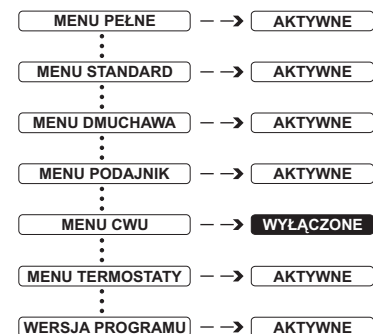 MENU PEŁNE AKTYWNE
MENU STANDARD AKTYWNE
MENU DMUCHAWA AKTYWNE
MENU PODAJNIK AKTYWNE
MENU CWU WYŁĄCZONE
MENU TERMOSTATY AKTYWNE
WERSJA PROGRAMU AKTYWNE